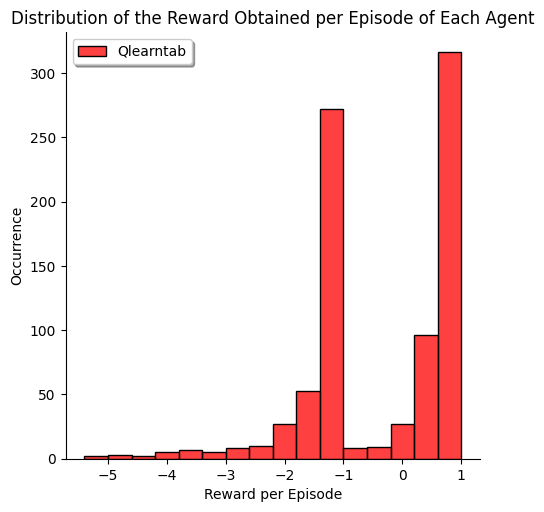 Distribution of the Reward Obtained per Episode of Each Agent
Qlearntab
Occurrence
300
250
200
150
100
50
0
−5 −4 −3 −2 −1 0 1
Reward per Episode